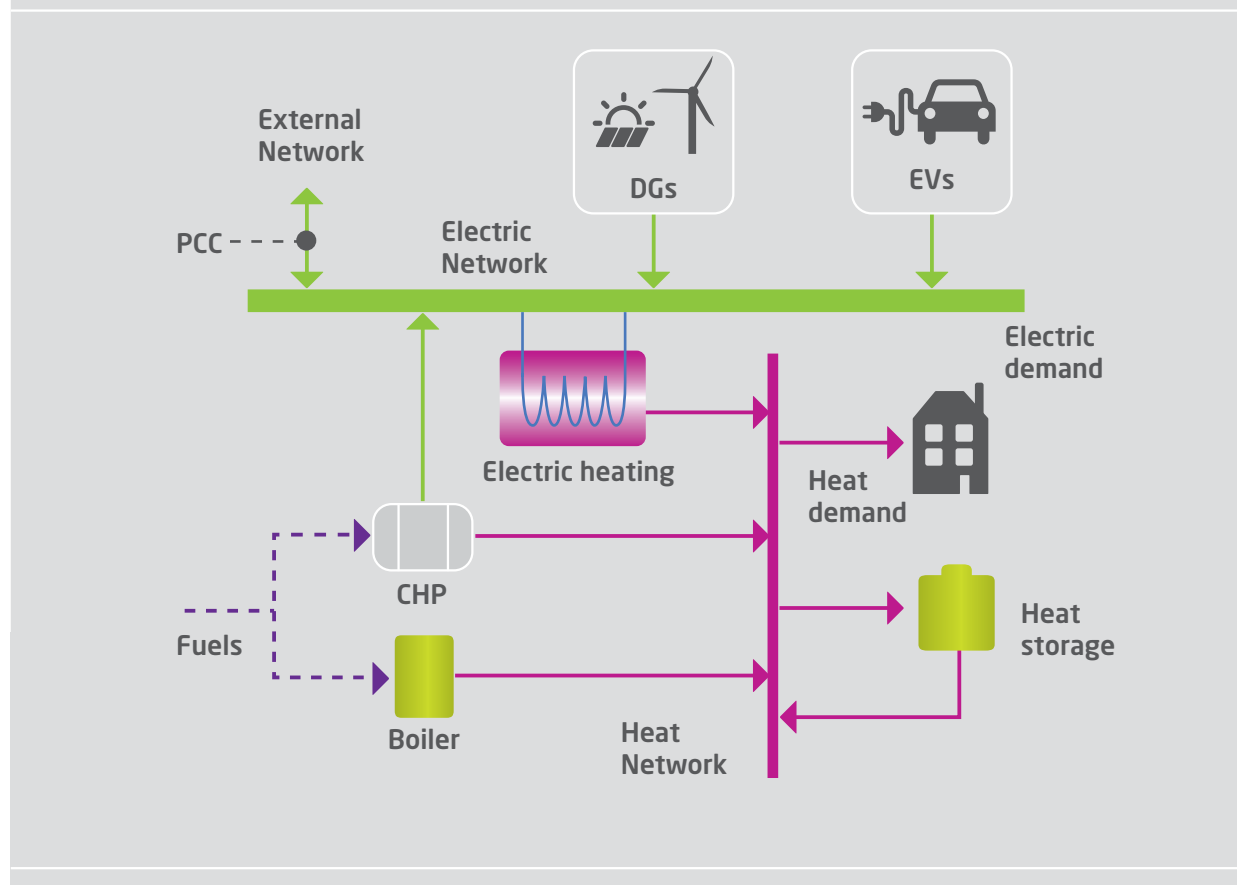 External
Network
DGs
EVs
PCC
Electric
Network
Electric
demand
Electric heating
Heat
demand
CHP
Fuels
Heat
storage
Boiler
Heat
Network